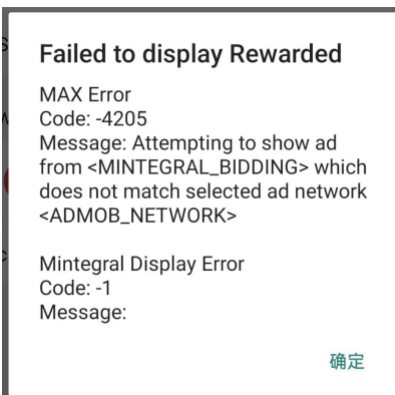 Failed to display Rewarded
MAX Error
Code: -4205
Message: Attempting to show ad
from <MINTEGRAL_BIDDING> which
does not match selected ad network
<ADMOB_NETWORK>
Mintegral Display Error
Code: -1
Message:
确定